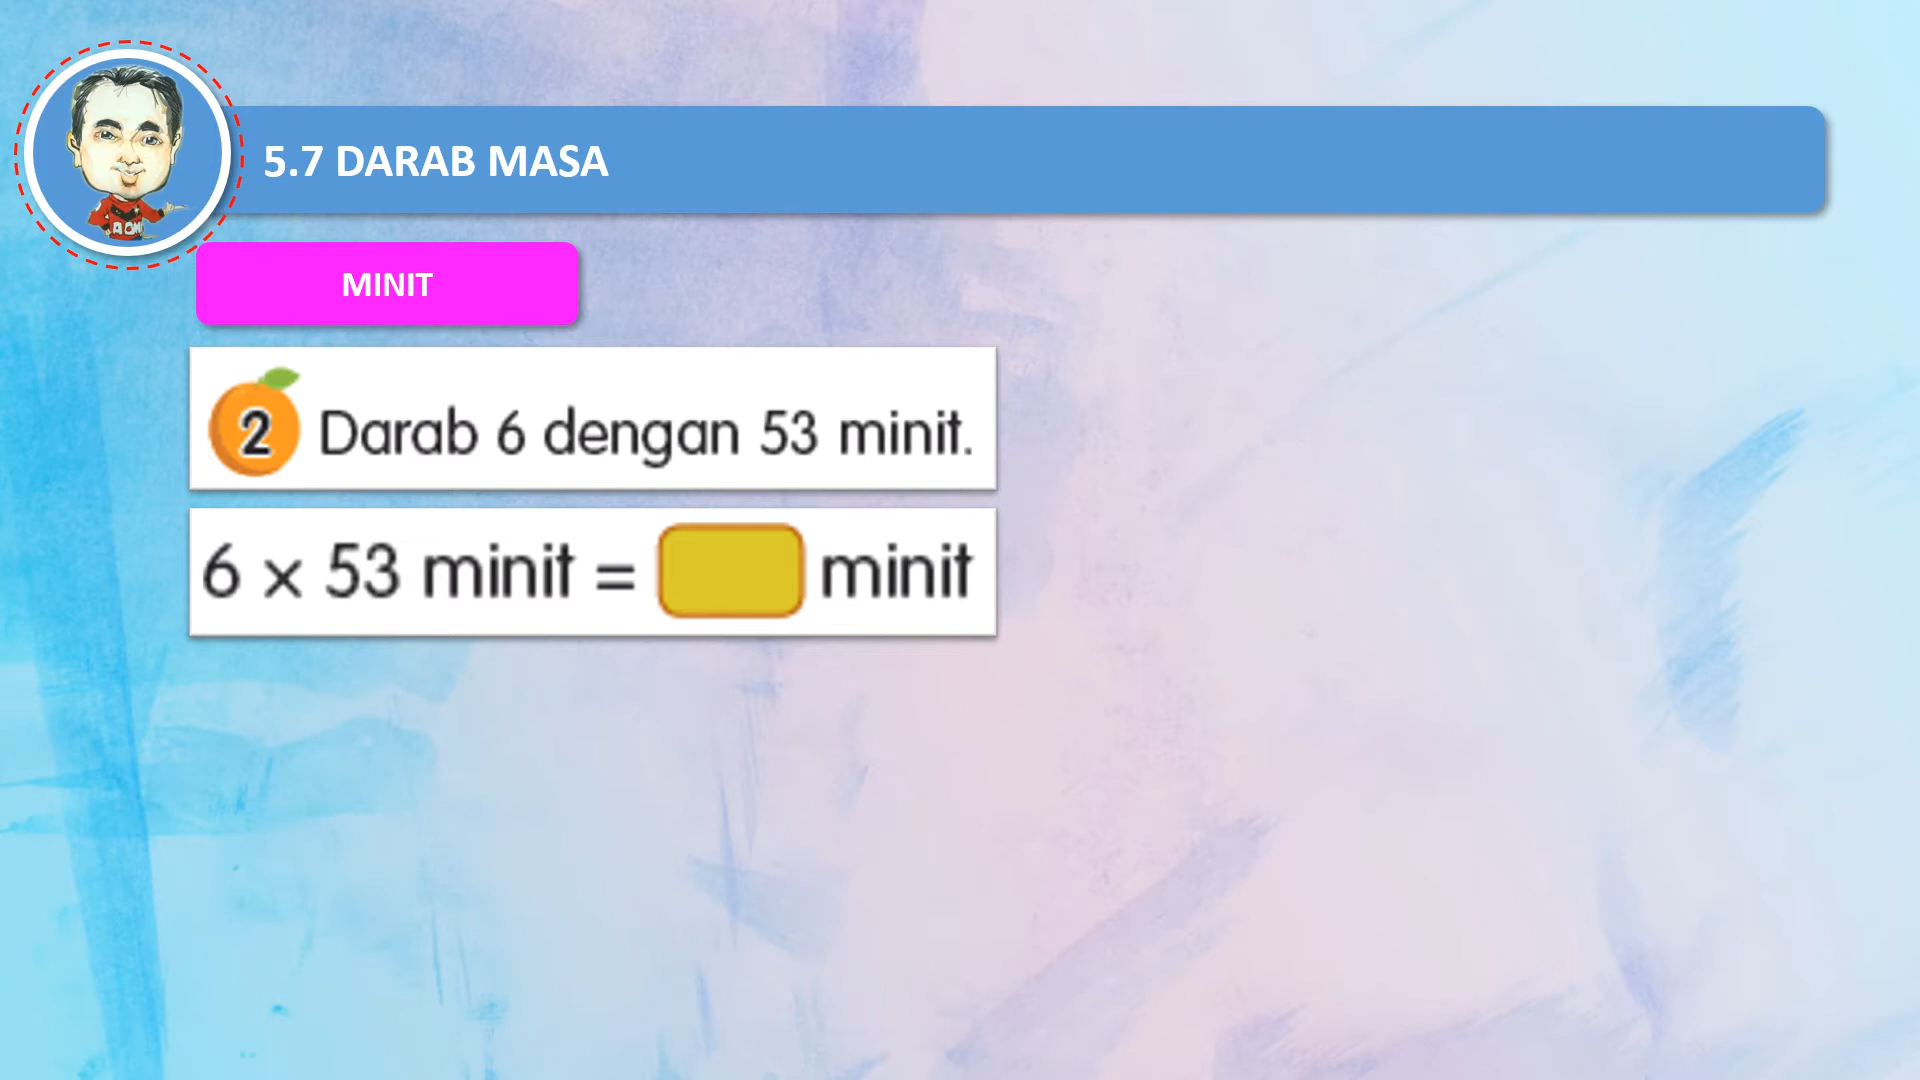 5.7 DARAB MASA
MINIT
2 Darab 6 dengan 53 minit.
6 × 53 minit = minit